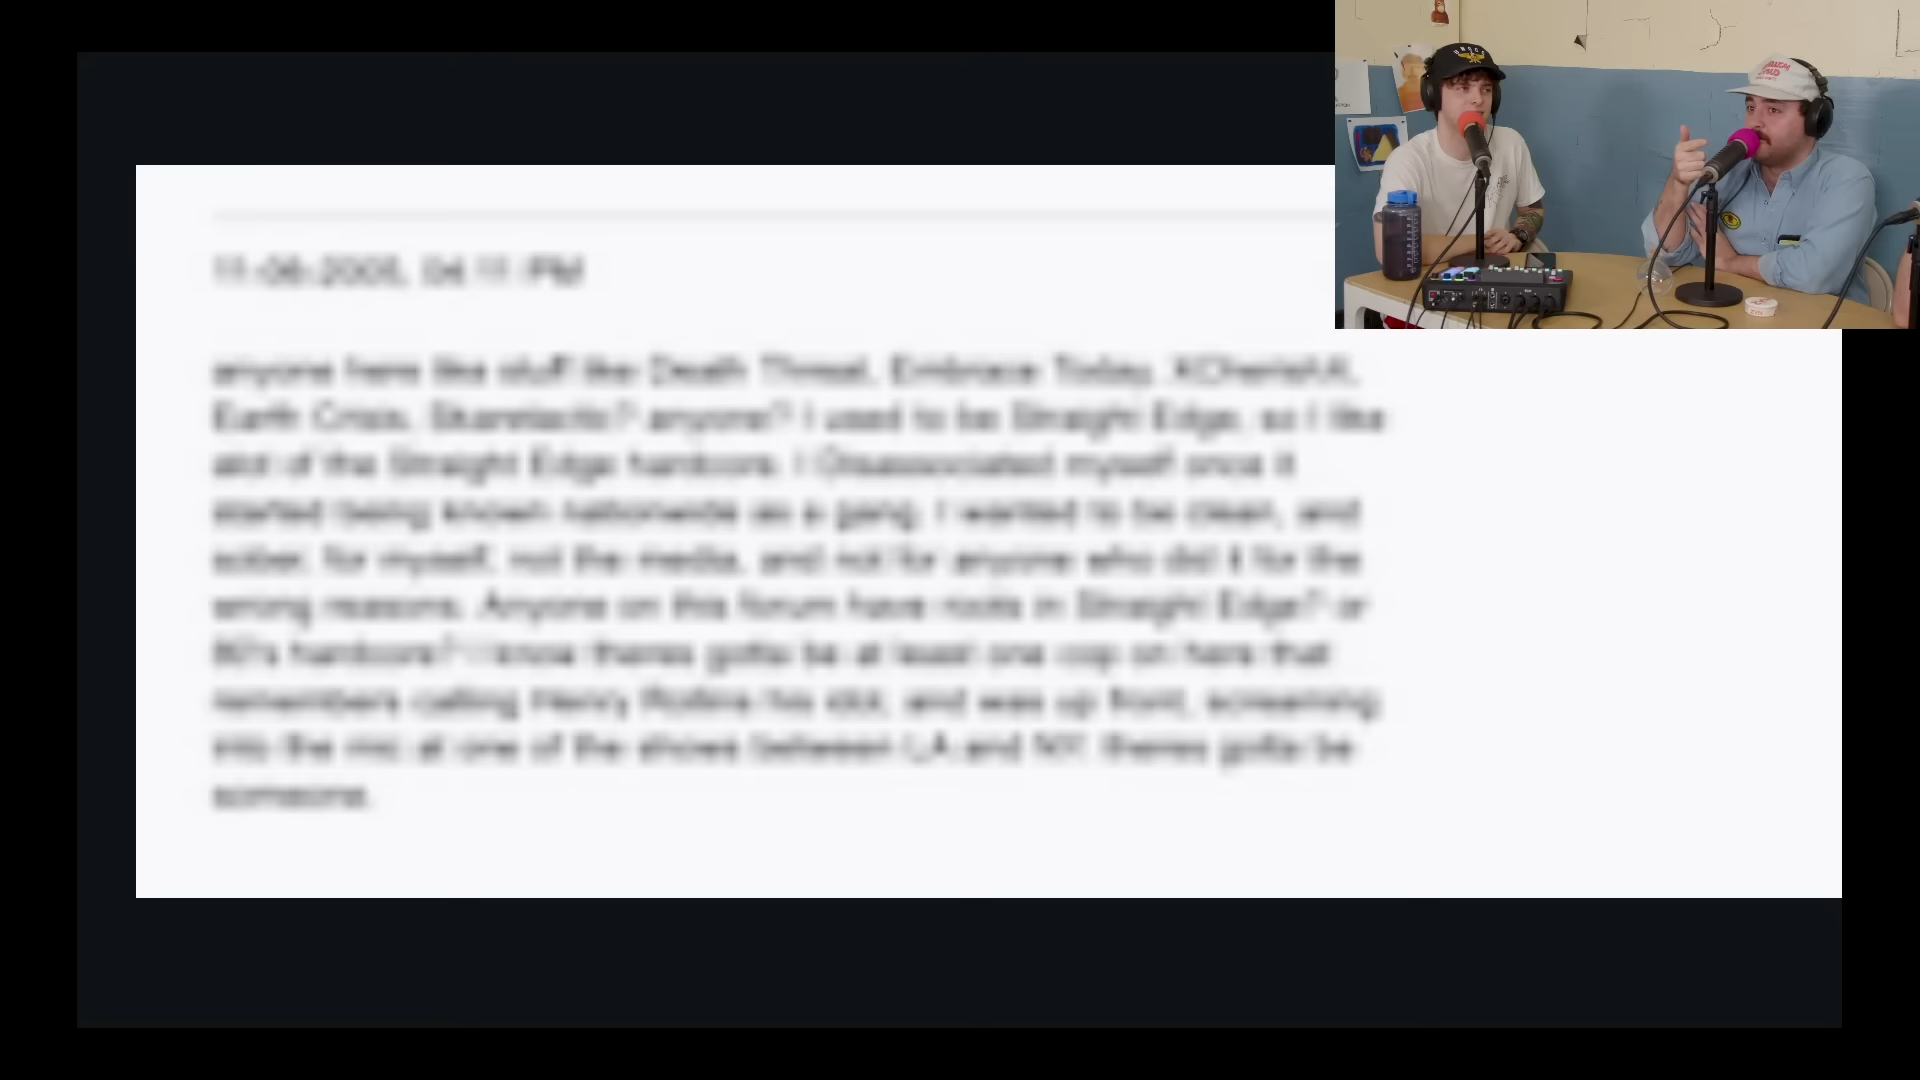 04:11 PM
anyone here like stuff like Death Threat, Embrace Today, XCherishX,
Earth Crisis, anyone? I used to be Straight Edge, so I like
alot of the Straight Edge hardcore. I Disassociated myself once it
started being known nationwide as a gang. I wanted to be clean, and
sober, for myself, not the media, and not for anyone who did it for the
wrong reasons. Anyone on this forum have roots in Straight Edge? or
80's hardcore? I know theres gotta be at least one cop on here that
remembers calling Henry Rollins his idol, and was up front, screaming
into the mic at one of the shows between LA and NY. theres gotta be
someone.